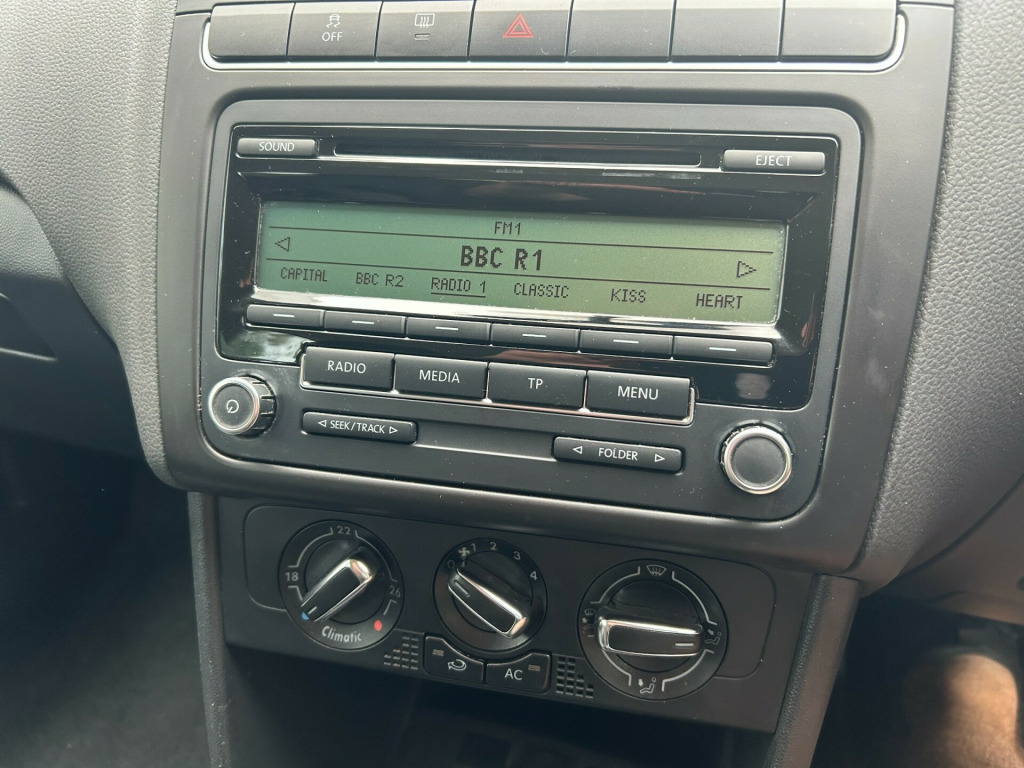 OFF
SOUND
EJECT
FM1
BBC R1
CAPITAL BBC R2 RADIO 1 CLASSIC KISS HEART
RADIO MEDIA TP MENU
SEEK/TRACK
FOLDER
22
18
26
Climatic
0
2
3
4
AC